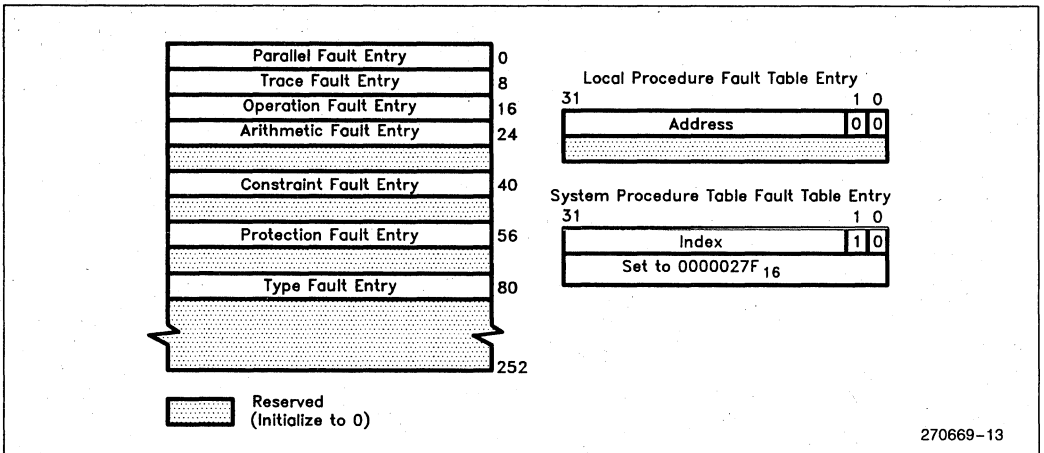 Parallel Fault Entry 0
Trace Fault Entry 8
Operation Fault Entry 16
Arithmetic Fault Entry 24
Constraint Fault Entry 40
Protection Fault Entry 56
Type Fault Entry 80
252
Reserved
(Initialize to 0)
Local Procedure Fault Table Entry
31 1 0
Address 0 0
System Procedure Table Fault Table Entry
31 1 0
Index 1 0
Set to 0000027F 16
270669-13